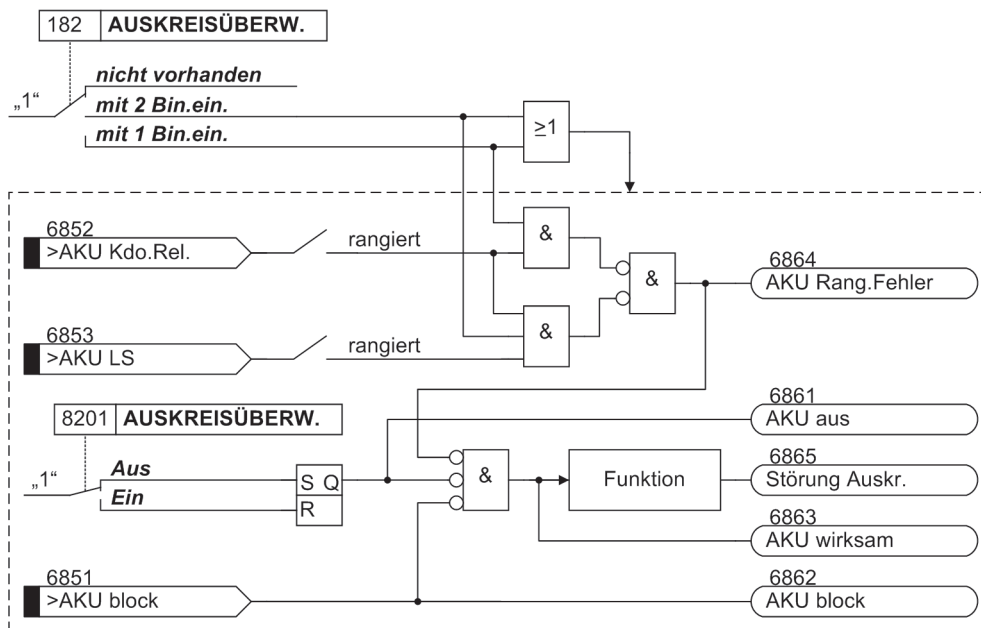 182 AUSKREISÜBERW.
nicht vorhanden
„1“
mit 2 Bin.ein.
mit 1 Bin.ein.
≥1
6852
>AKU Kdo.Rel.
rangiert
&
&
6864
AKU Rang.Fehler
6853
>AKU LS
rangiert
&
6861
AKU aus
8201 AUSKREISÜBERW.
6865
Störung Auskr.
„1“
Aus
Ein
S Q
R
&
Funktion
6863
AKU wirksam
6851
>AKU block
6862
AKU block